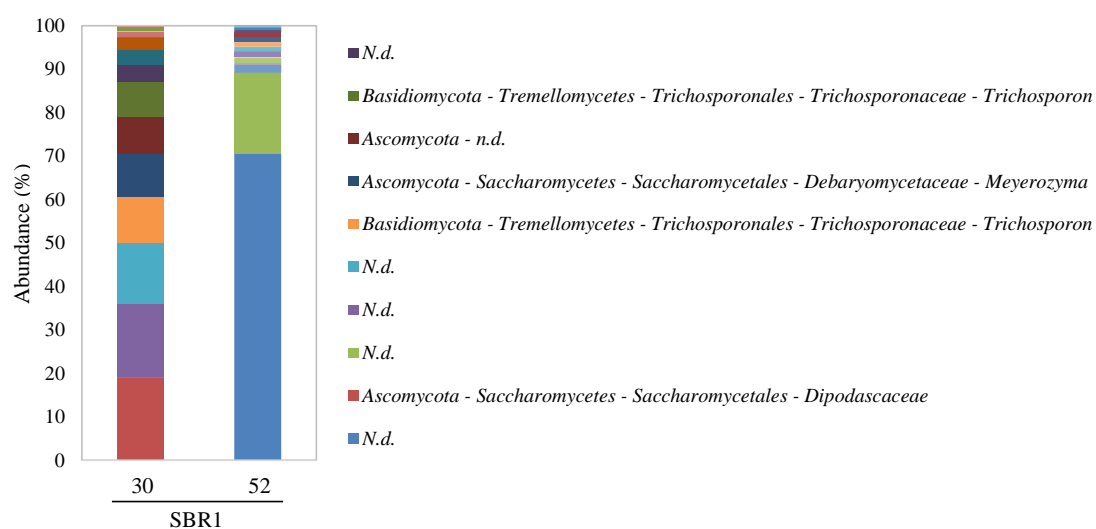 100
90
80
70
60
50
40
30
20
10
0
Abundance (%)
30
52
SBR1
N.d.
Basidiomycota - Tremellomycetes - Trichosporonales - Trichosporonaceae - Trichosporon
Ascomycota - n.d.
Ascomycota - Saccharomycetes - Saccharomycetales - Debaryomycetaceae - Meyerozyma
Basidiomycota - Tremellomycetes - Trichosporonales - Trichosporonaceae - Trichosporon
N.d.
N.d.
N.d.
Ascomycota - Saccharomycetes - Saccharomycetales - Dipodascaceae
N.d.